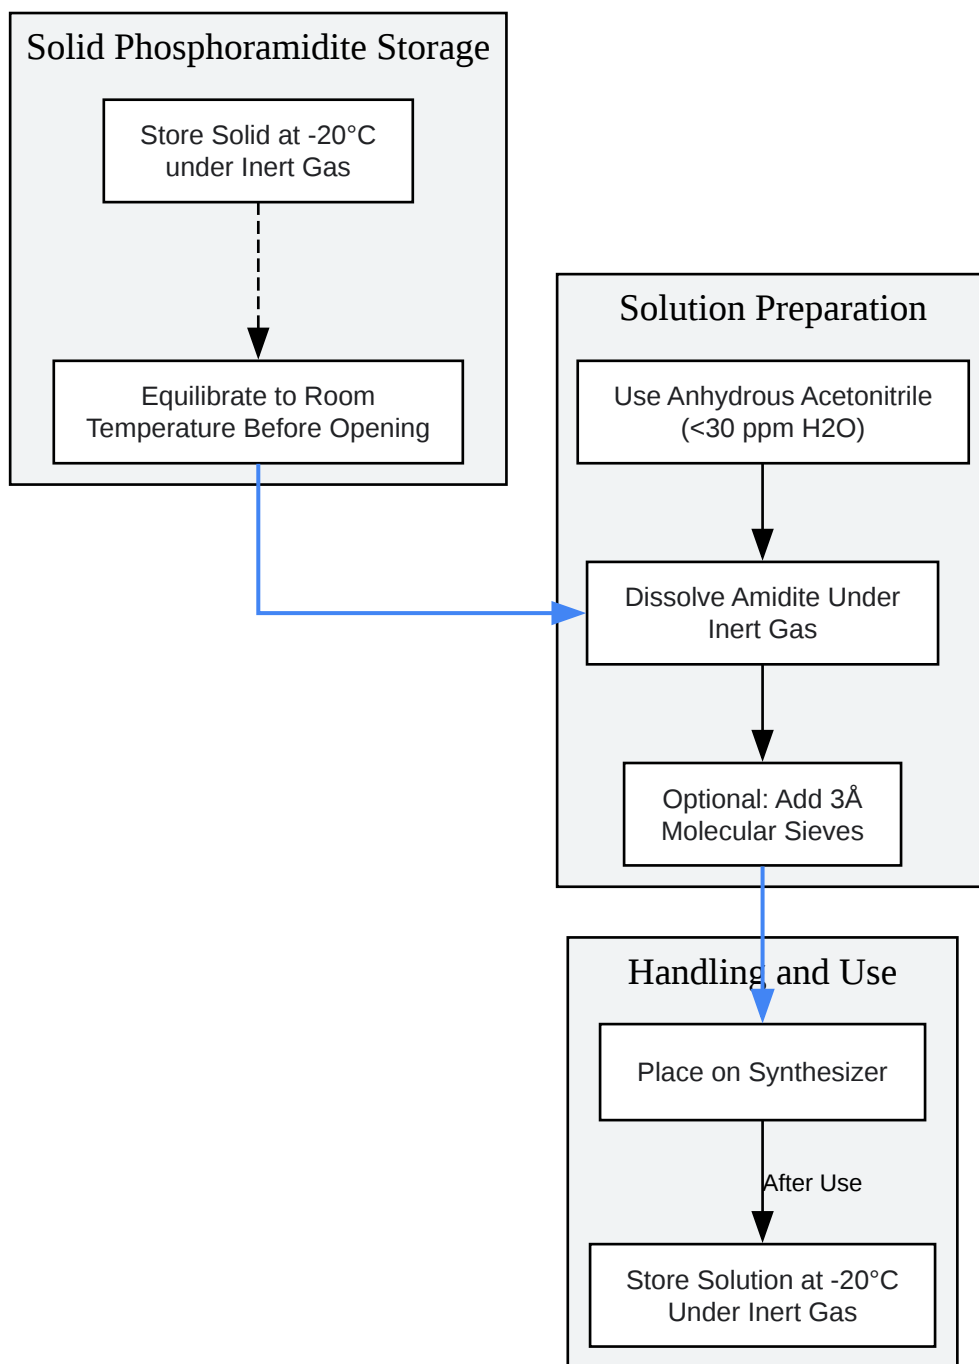 Solid Phosphoramidite Storage
Store Solid at -20°C
under Inert Gas
Equilibrate to Room
Temperature Before Opening
Solution Preparation
Use Anhydrous Acetonitrile
(<30 ppm H2O)
Dissolve Amidite Under
Inert Gas
Optional: Add 3Å
Molecular Sieves
Handling and Use
Place on Synthesizer
After Use
Store Solution at -20°C
Under Inert Gas